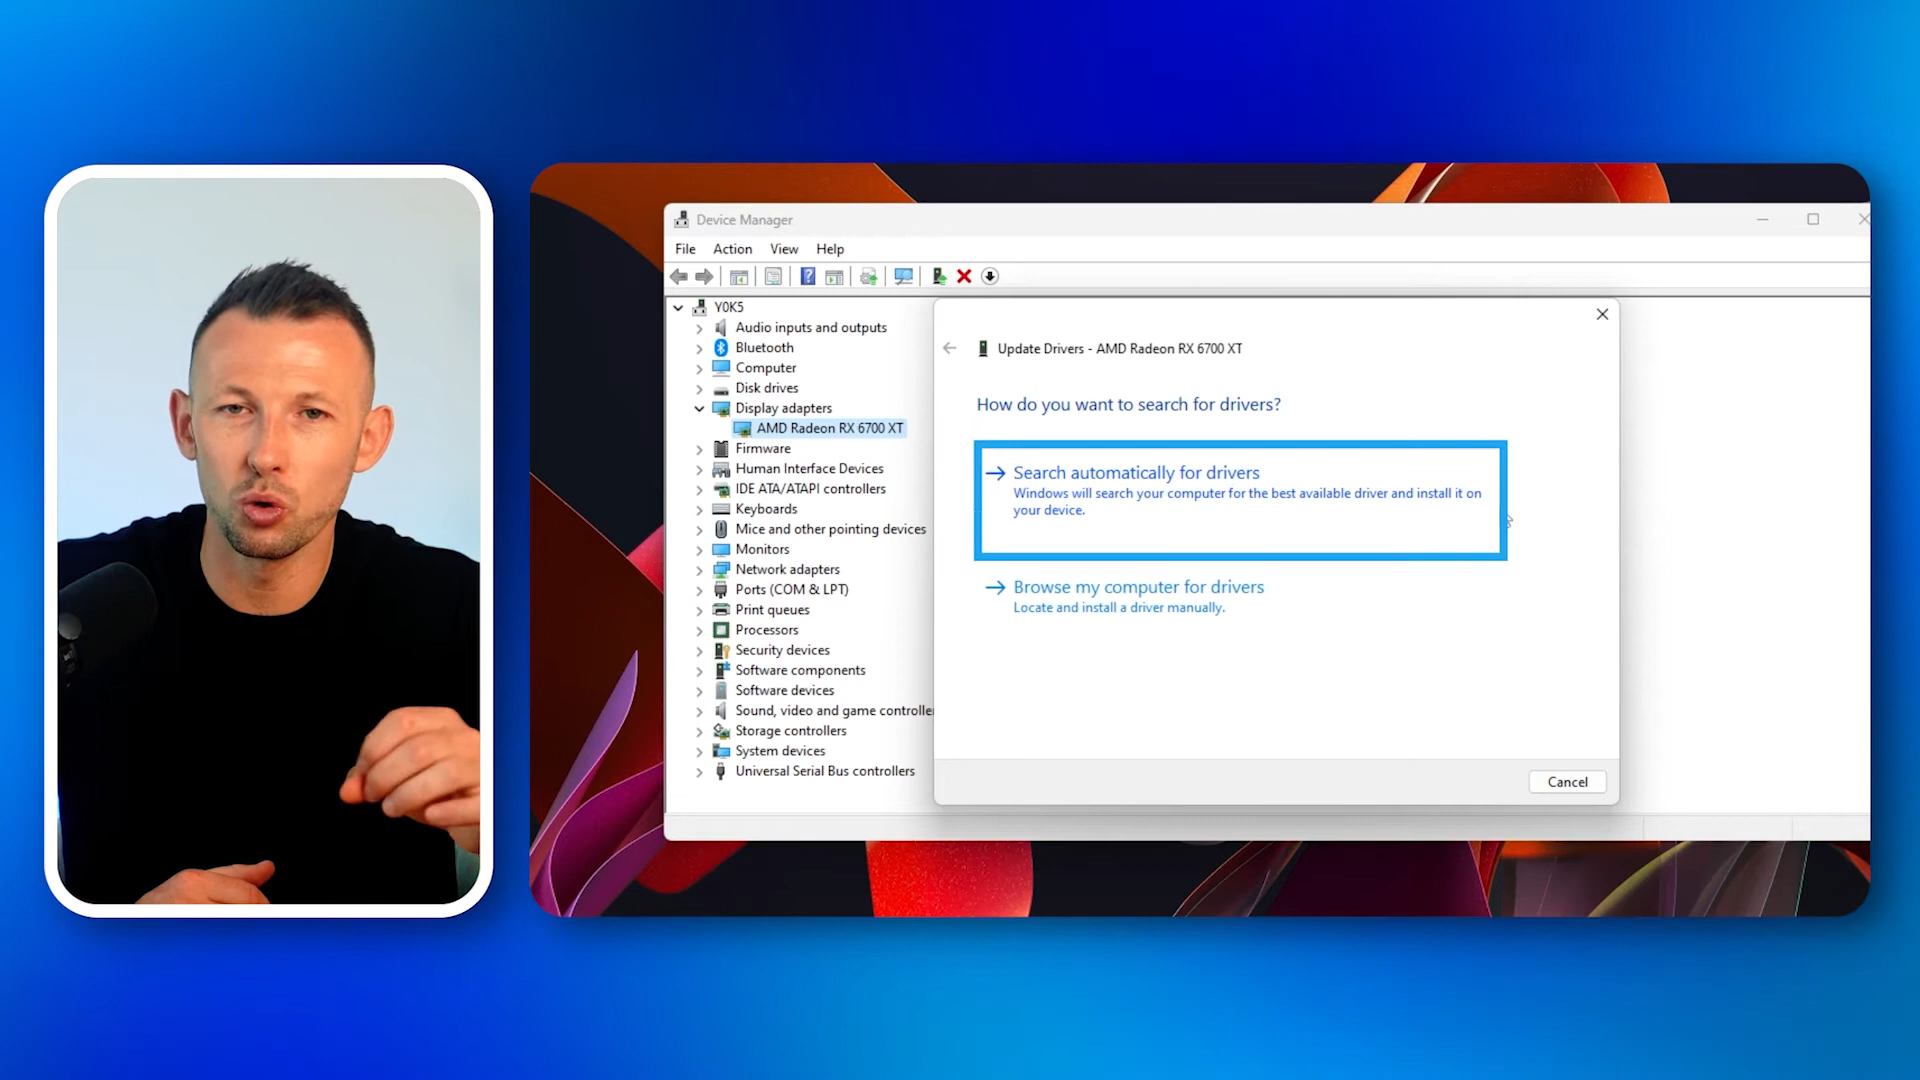 Device Manager
File Action View Help
Y0K5
Audio inputs and outputs
Bluetooth
Computer
Disk drives
Display adapters
AMD Radeon RX 6700 XT
Firmware
Human Interface Devices
IDE ATA/ATAPI controllers
Keyboards
Mice and other pointing devices
Monitors
Network adapters
Ports (COM & LPT)
Print queues
Processors
Security devices
Software components
Software devices
Sound, video and game controller
Storage controllers
System devices
Universal Serial Bus controllers
Update Drivers - AMD Radeon RX 6700 XT
How do you want to search for drivers?
Search automatically for drivers
Windows will search your computer for the best available driver and install it on
your device.
Browse my computer for drivers
Locate and install a driver manually.
Cancel